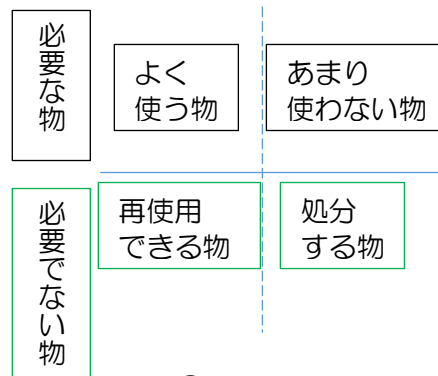 必要な物
よく
使う物
あまり
使わない物
必要でない物
再使用
できる物
処分
する物